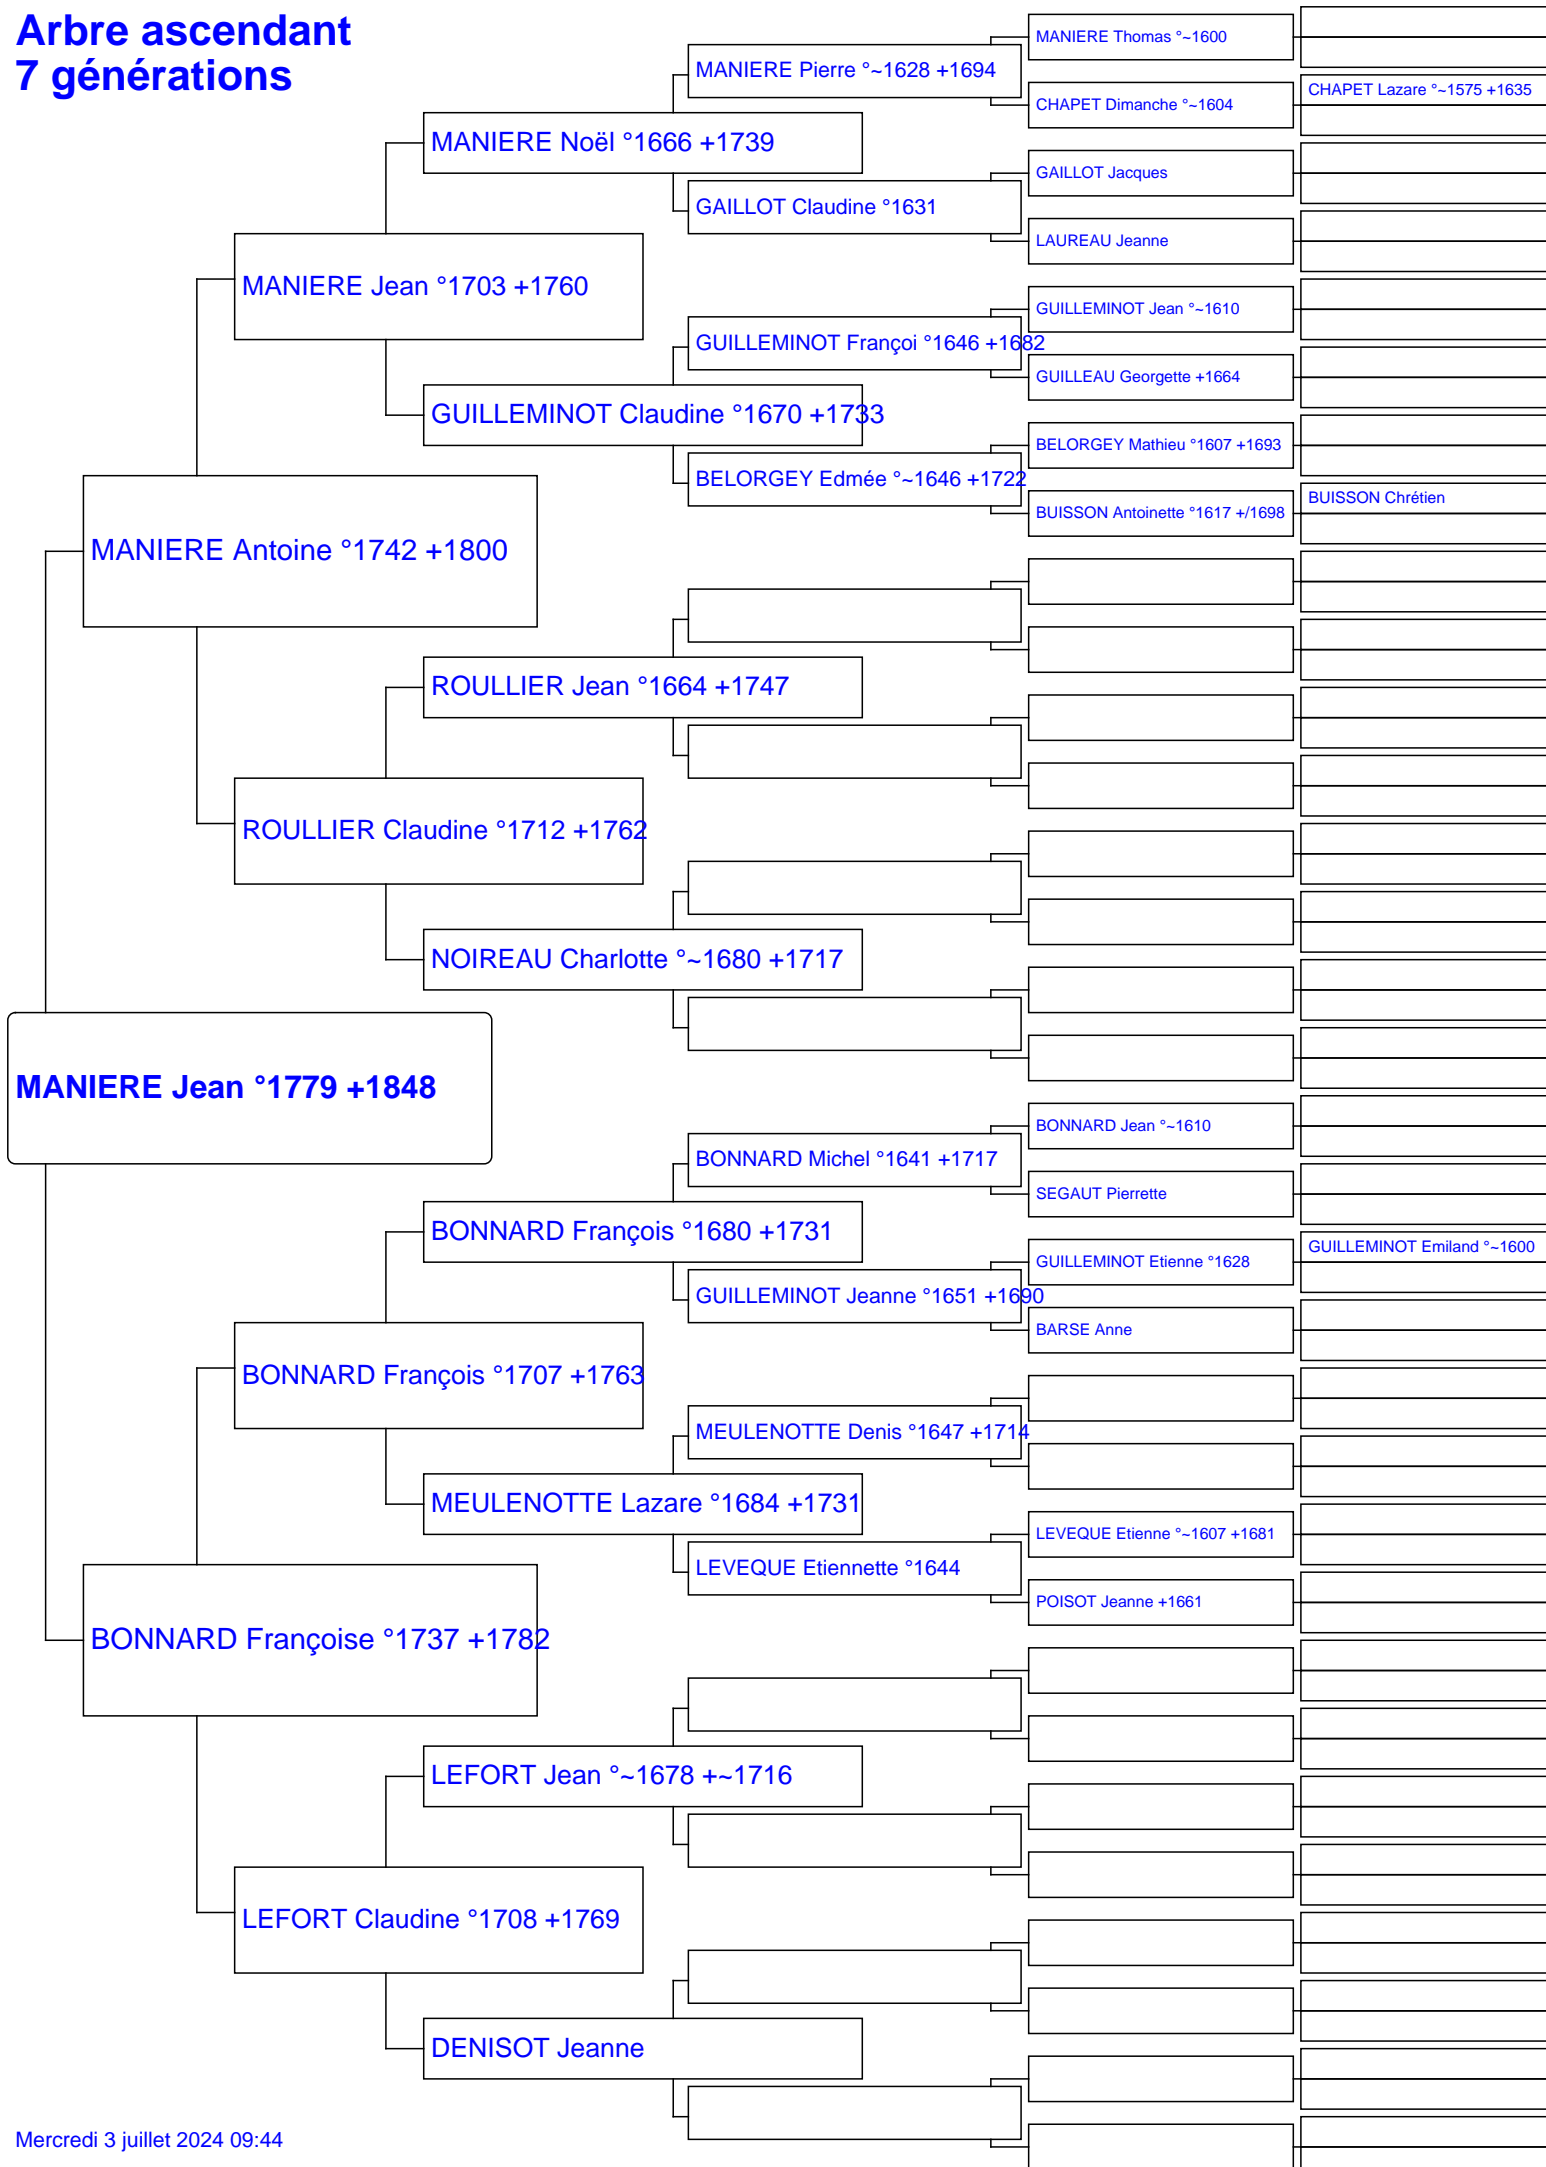 Arbre ascendant
7 générations
MANIERE Thomas °~1600
MANIERE Pierre °~1628 +1694
CHAPET Lazare °~1575 +1635
CHAPET Dimanche °~1604
MANIERE Noël °1666 +1739
GAILLOT Jacques
GAILLOT Claudine °1631
LAUREAU Jeanne
MANIERE Jean °1703 +1760
GUILLEMINOT Jean °~1610
GUILLEMINOT Françoi °1646 +1682
GUILLEAU Georgette +1664
GUILLEMINOT Claudine °1670 +1733
BELORGEY Mathieu °1607 +1693
BELORGEY Edmée °~1646 +1722
BUISSON Chrétien
BUISSON Antoinette °1617 +/1698
MANIERE Antoine °1742 +1800
ROULLIER Jean °1664 +1747
ROULLIER Claudine °1712 +1762
NOIREAU Charlotte °~1680 +1717
MANIERE Jean °1779 +1848
BONNARD Jean °~1610
BONNARD Michel °1641 +1717
SEGAUT Pierrette
BONNARD François °1680 +1731
GUILLEMINOT Emiland °~1600
GUILLEMINOT Etienne °1628
GUILLEMINOT Jeanne °1651 +1690
BARSE Anne
BONNARD François °1707 +1763
MEULENOTTE Denis °1647 +1714
MEULENOTTE Lazare °1684 +1731
LEVEQUE Etienne °~1607 +1681
LEVEQUE Etiennette °1644
POISOT Jeanne +1661
BONNARD Françoise °1737 +1782
LEFORT Jean °~1678 +~1716
LEFORT Claudine °1708 +1769
DENISOT Jeanne
Mercredi 3 juillet 2024 09:44